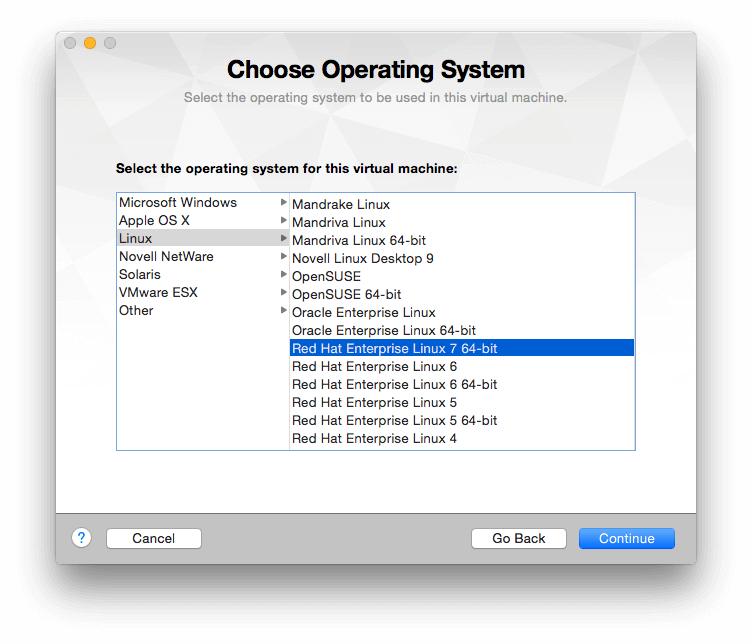 Choose Operating System
Select the operating system to be used in this virtual machine.
Select the operating system for this virtual machine:
Microsoft Windows
Apple OS X
Linux
Novell NetWare
Solaris
VMware ESX
Other
Mandrake Linux
Mandriva Linux
Mandriva Linux 64-bit
Novell Linux Desktop 9
OpenSUSE
OpenSUSE 64-bit
Oracle Enterprise Linux
Oracle Enterprise Linux 64-bit
Red Hat Enterprise Linux 7 64-bit
Red Hat Enterprise Linux 6
Red Hat Enterprise Linux 6 64-bit
Red Hat Enterprise Linux 5
Red Hat Enterprise Linux 5 64-bit
Red Hat Enterprise Linux 4
? Cancel Go Back Continue